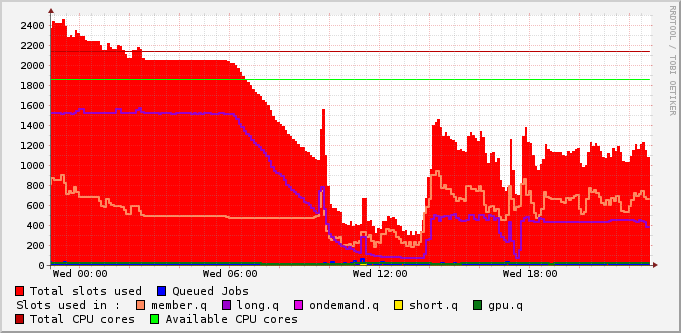 RRDTOOL / TOBI OETIKER
2400
2200
2000
1800
1600
1400
1200
1000
800
600
400
200
0
Wed 00:00 Wed 06:00 Wed 12:00 Wed 18:00
Total slots used Queued Jobs
Slots used in : member.q long.q ondemand.q short.q gpu.q
Total CPU cores Available CPU cores